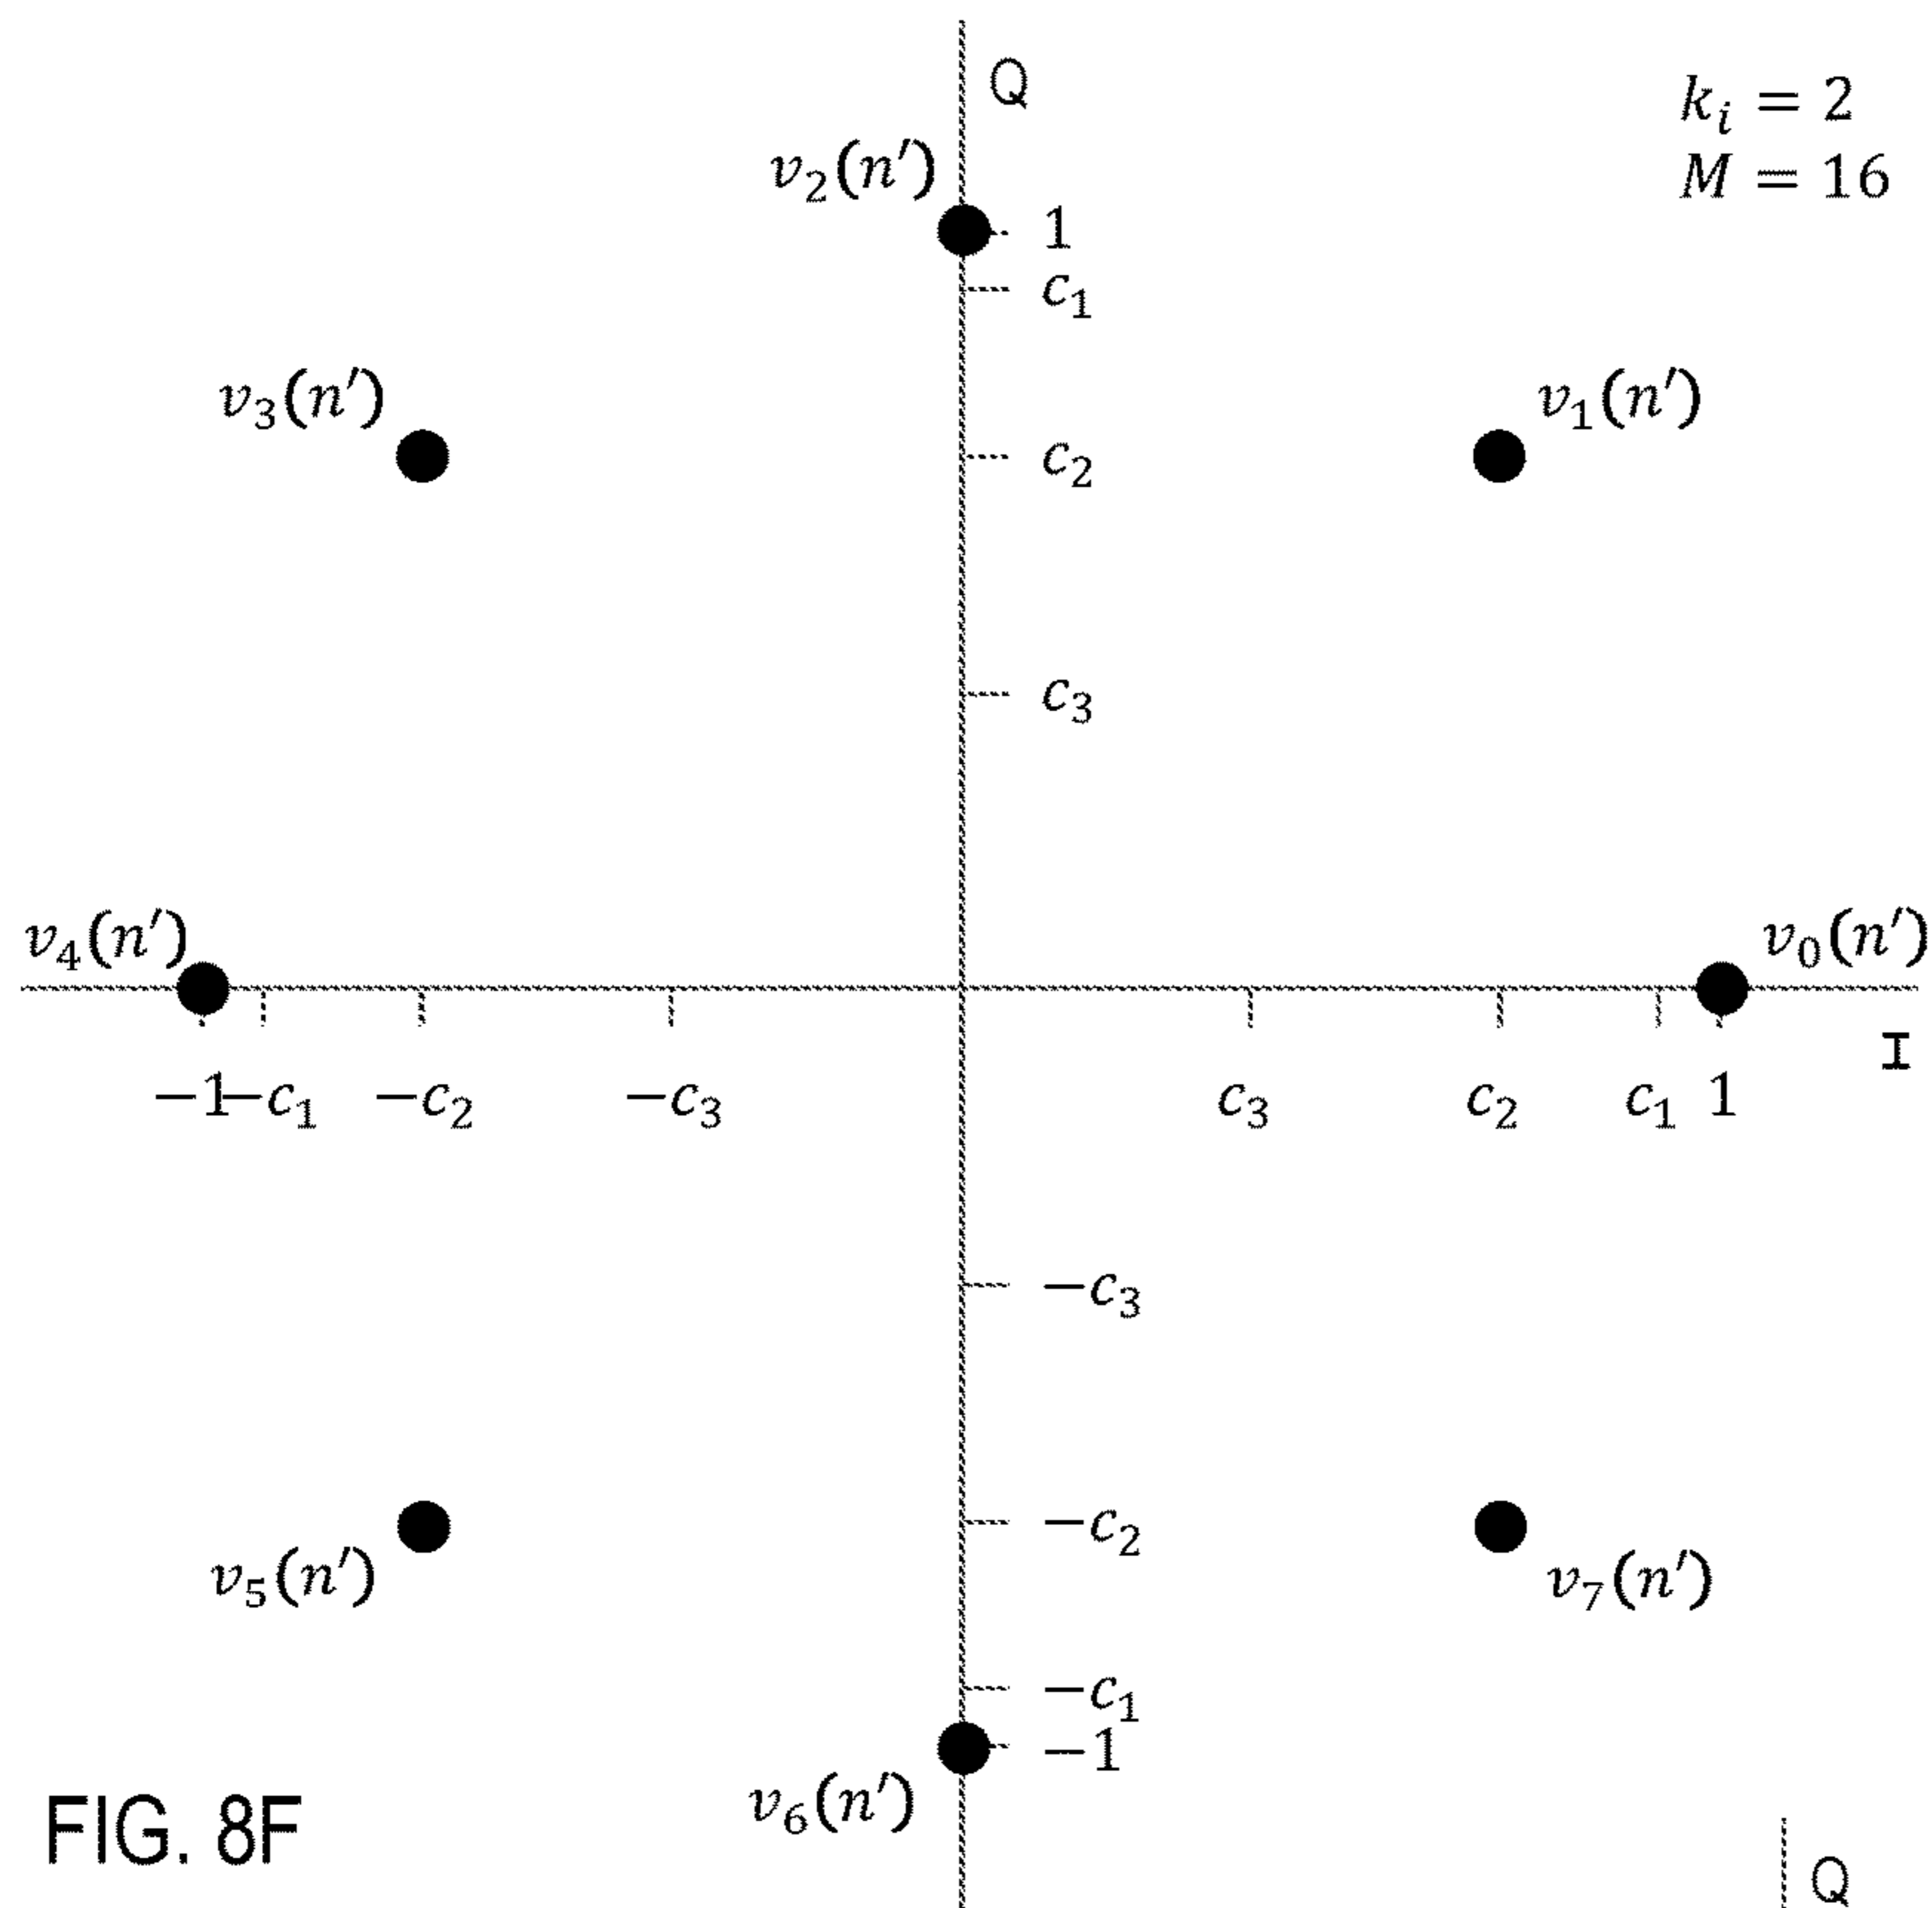 Q
k_i = 2
M = 16
v_2(n′)
1
c_1
v_3(n′)
v_1(n′)
c_2
c_3
v_4(n′)
v_0(n′)
I
−1 −c_1 −c_2 −c_3 c_3 c_2 c_1 1
−c_3
−c_2
v_5(n′)
v_7(n′)
−c_1
−1
v_6(n′)
FIG. 8F
Q